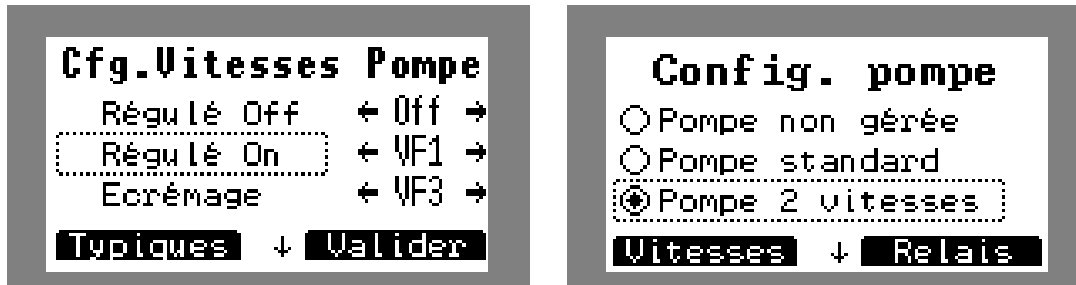 Cfg.Vitesses Pompe
Régulé Off ← Off →
Régulé On ← VF1 →
Ecrémage ← VF3 →
Typiques ↓ Valider
Config. pompe
Pompe non gérée
Pompe standard
Pompe 2 vitesses
Vitesses ↓ Relais